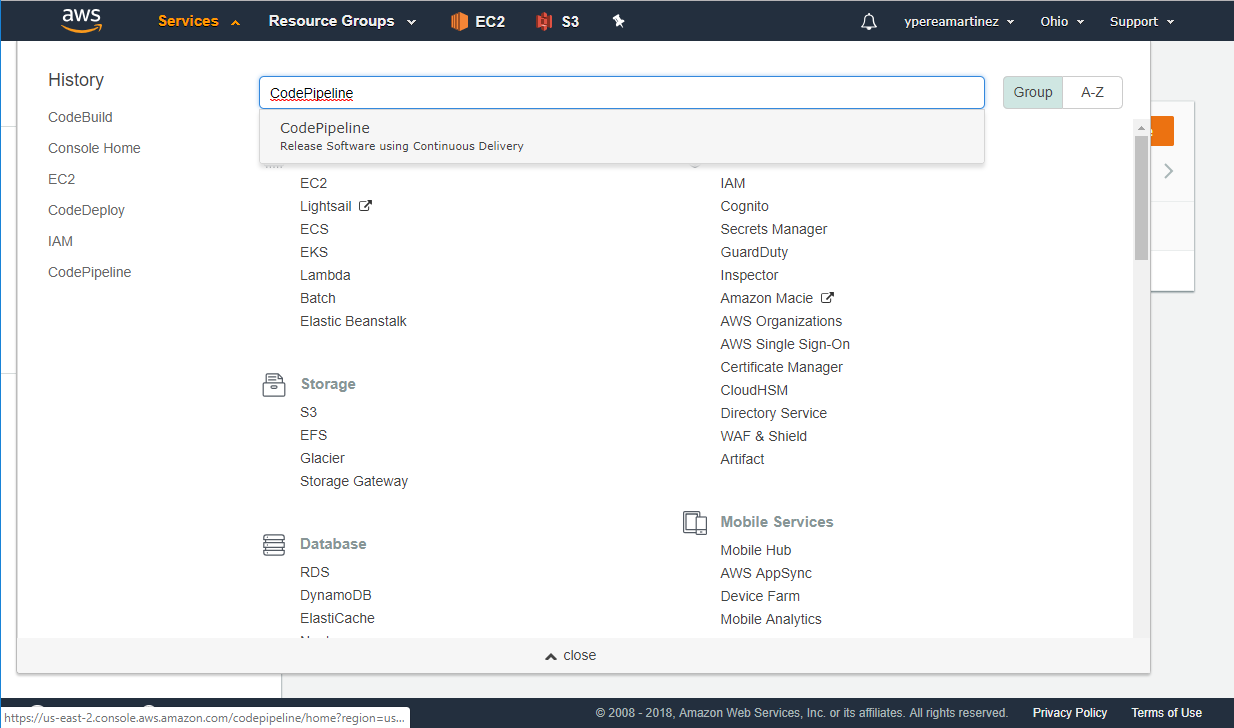 aws Services Resource Groups EC2 S3 ypereamartinez Ohio Support
History
CodeBuild
Console Home
EC2
CodeDeploy
IAM
CodePipeline
CodePipeline
Group A-Z
CodePipeline
Release Software using Continuous Delivery
EC2
Lightsail
ECS
EKS
Lambda
Batch
Elastic Beanstalk
Storage
S3
EFS
Glacier
Storage Gateway
Database
RDS
DynamoDB
ElastiCache
IAM
Cognito
Secrets Manager
GuardDuty
Inspector
Amazon Macie
AWS Organizations
AWS Single Sign-On
Certificate Manager
CloudHSM
Directory Service
WAF & Shield
Artifact
Mobile Services
Mobile Hub
AWS AppSync
Device Farm
Mobile Analytics
close
https://us-east-2.console.aws.amazon.com/codepipeline/home?region=us...
© 2008 - 2018, Amazon Web Services, Inc. or its affiliates. All rights reserved. Privacy Policy Terms of Use